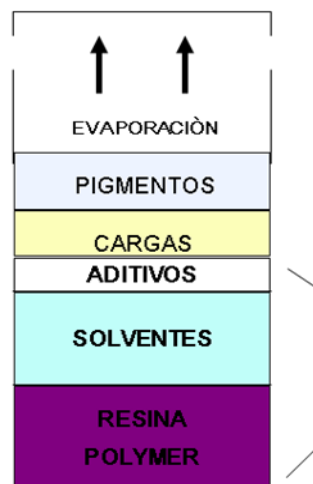 EVAPORACIÒN
PIGMENTOS
CARGAS
ADITIVOS
SOLVENTES
RESINA
POLYMER